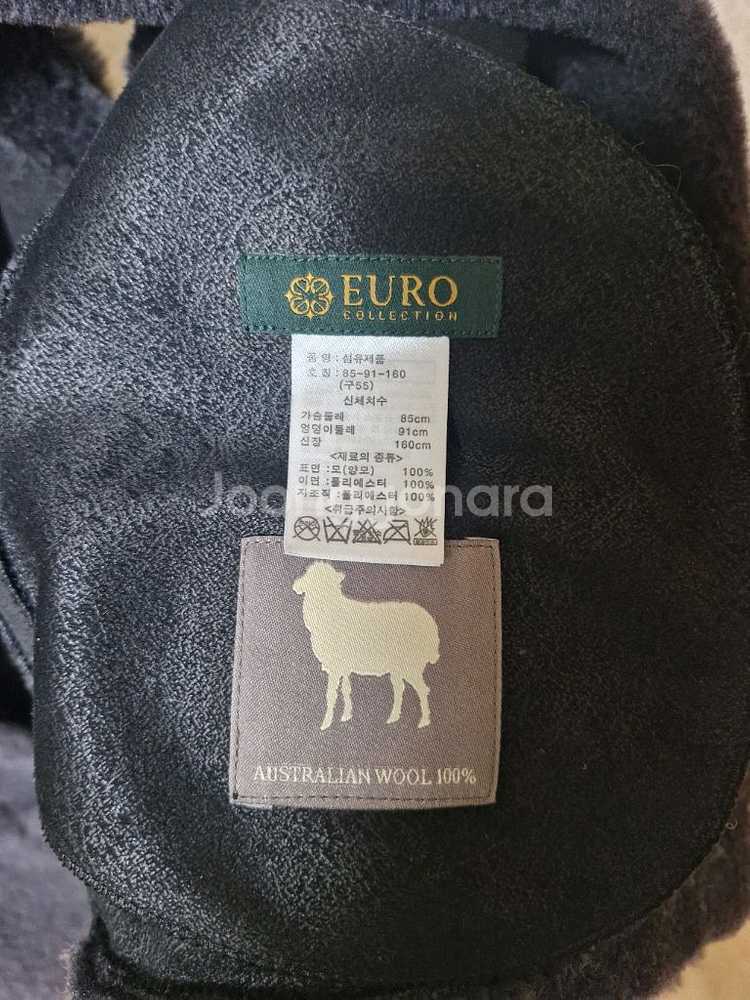 EURO
COLLECTION
품 명 : 섬유제품
호 칭 : 85-91-160
(구55)
신체치수
가슴둘레 85cm
엉덩이둘레 91cm
신장 160cm
<재료의 종류>
표면 : 모(양모) 100%
이면 : 폴리에스터 100%
지조직 : 폴리에스터 100%
<취급주의사항>
Joonggonara
AUSTRALIAN WOOL 100%